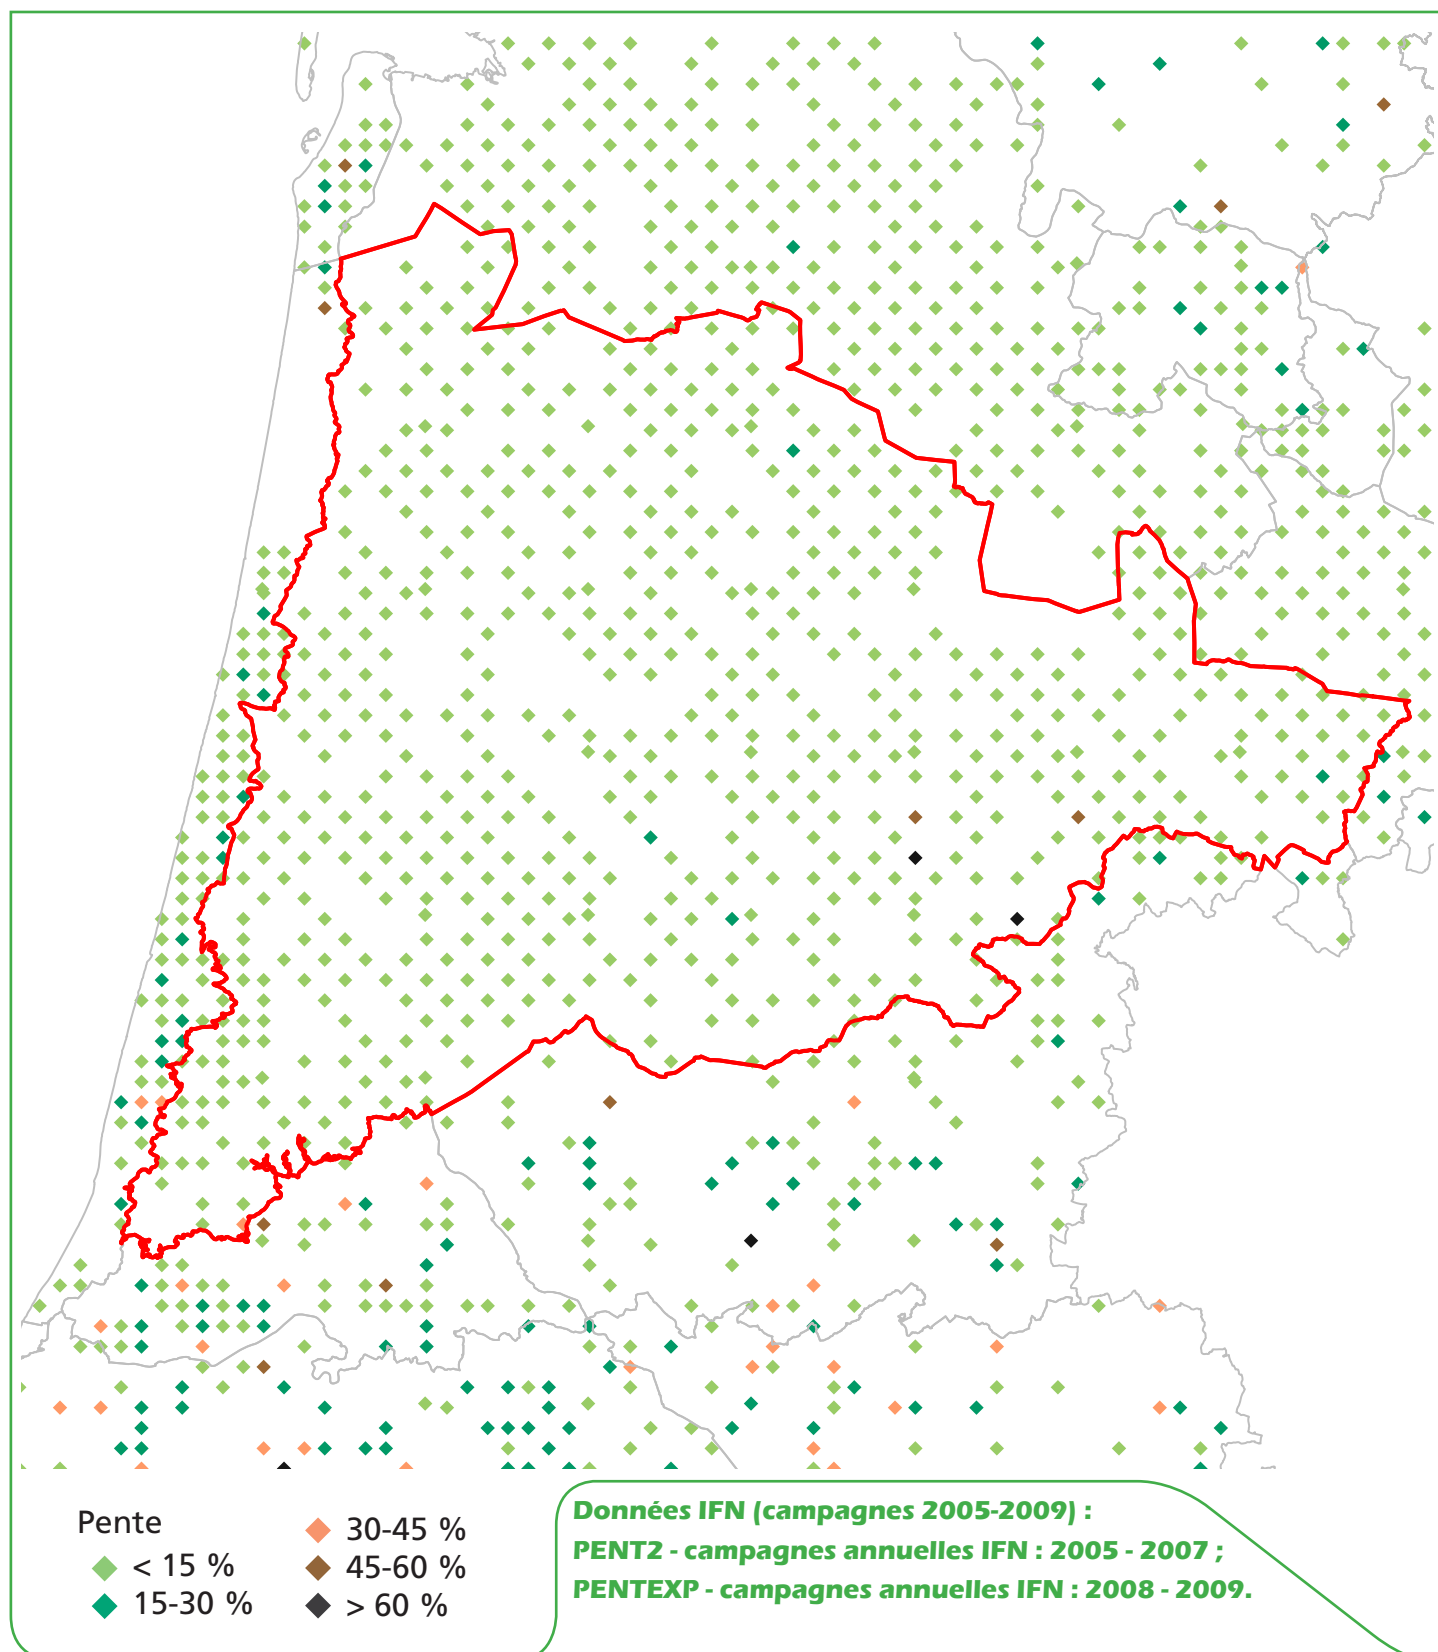 Pente
< 15 %
15-30 %
30-45 %
45-60 %
> 60 %
Données IFN (campagnes 2005-2009) :
PENT2 - campagnes annuelles IFN : 2005 - 2007 ;
PENTEXP - campagnes annuelles IFN : 2008 - 2009.